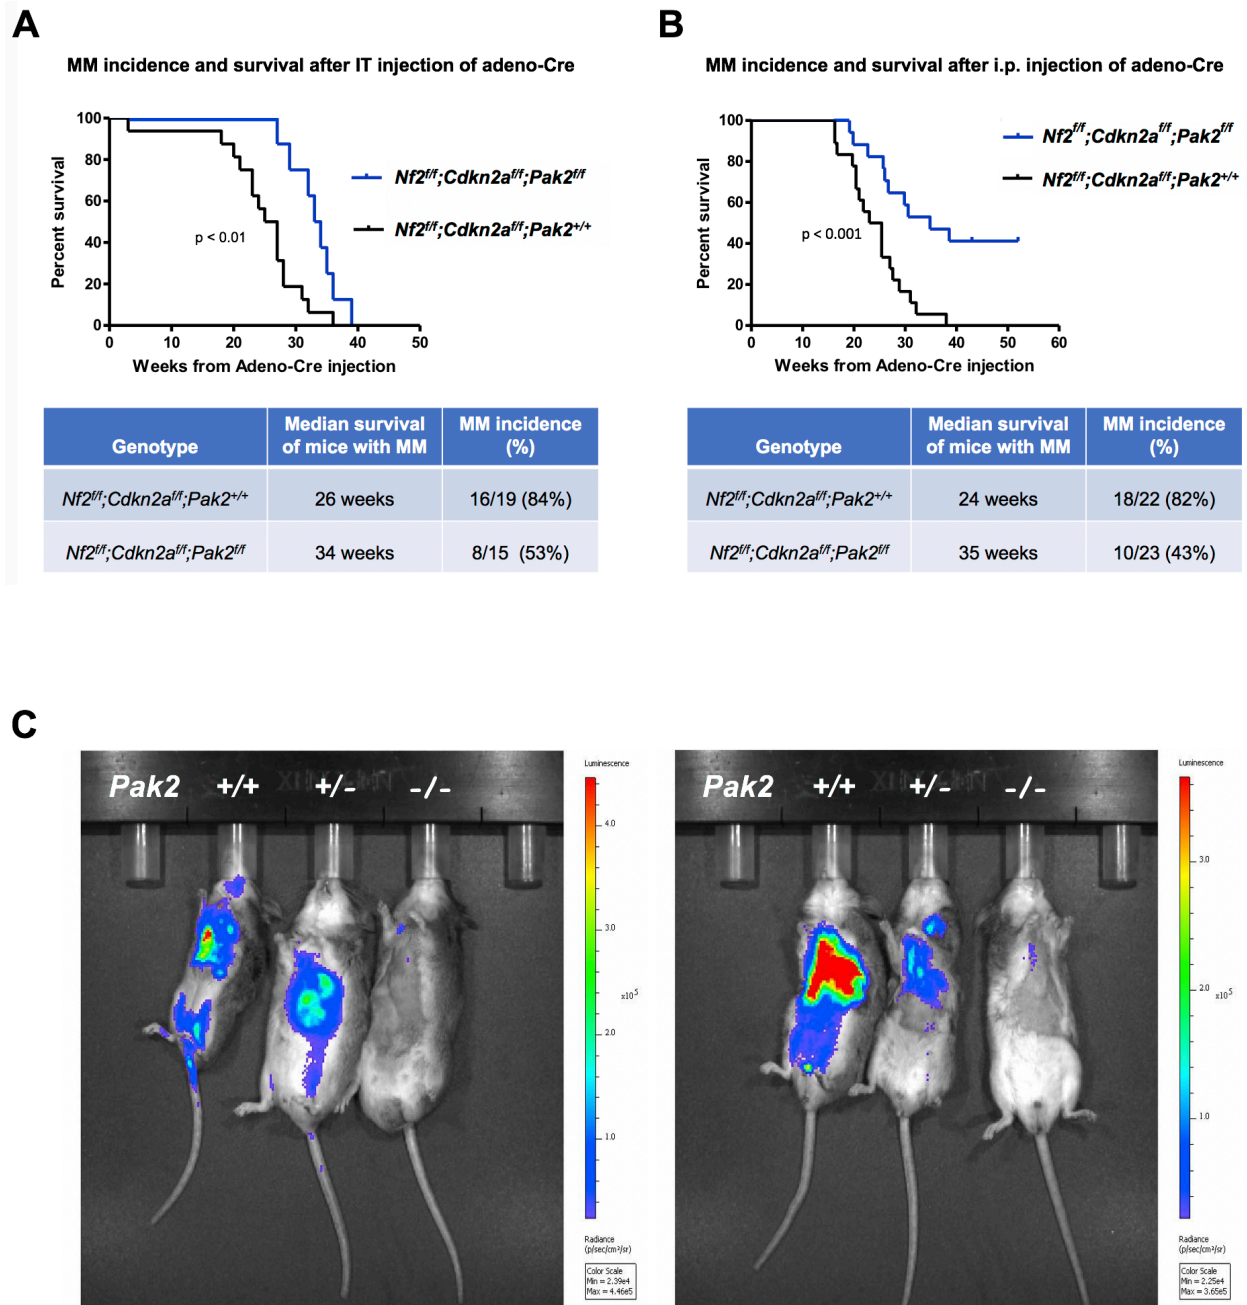 A
MM incidence and survival after IT injection of adeno-Cre
Percent survival
100
80
60
40
20
0
0 10 20 30 40 50
Weeks from Adeno-Cre injection
p < 0.01
Nf2f/f;Cdkn2af/f;Pak2f/f
Nf2f/f;Cdkn2af/f;Pak2+/+
Genotype Median survival of mice with MM MM incidence (%)
Nf2f/f;Cdkn2af/f;Pak2+/+ 26 weeks 16/19 (84%)
Nf2f/f;Cdkn2af/f;Pak2f/f 34 weeks 8/15 (53%)
B
MM incidence and survival after i.p. injection of adeno-Cre
Percent survival
100
80
60
40
20
0
0 10 20 30 40 50 60
Weeks from Adeno-Cre injection
p < 0.001
Nf2f/f;Cdkn2af/f;Pak2f/f
Nf2f/f;Cdkn2af/f;Pak2+/+
Genotype Median survival of mice with MM MM incidence (%)
Nf2f/f;Cdkn2af/f;Pak2+/+ 24 weeks 18/22 (82%)
Nf2f/f;Cdkn2af/f;Pak2f/f 35 weeks 10/23 (43%)
C
Pak2 +/+ +/- -/-
Luminescence
4.0
3.0
x10⁵
2.0
1.0
Radiance
(p/sec/cm²/sr)
Color Scale
Min = 2.39e4
Max = 4.46e5
Pak2 +/+ +/- -/-
Luminescence
3.0
2.0
x10⁵
1.0
Radiance
(p/sec/cm²/sr)
Color Scale
Min = 2.25e4
Max = 3.65e5